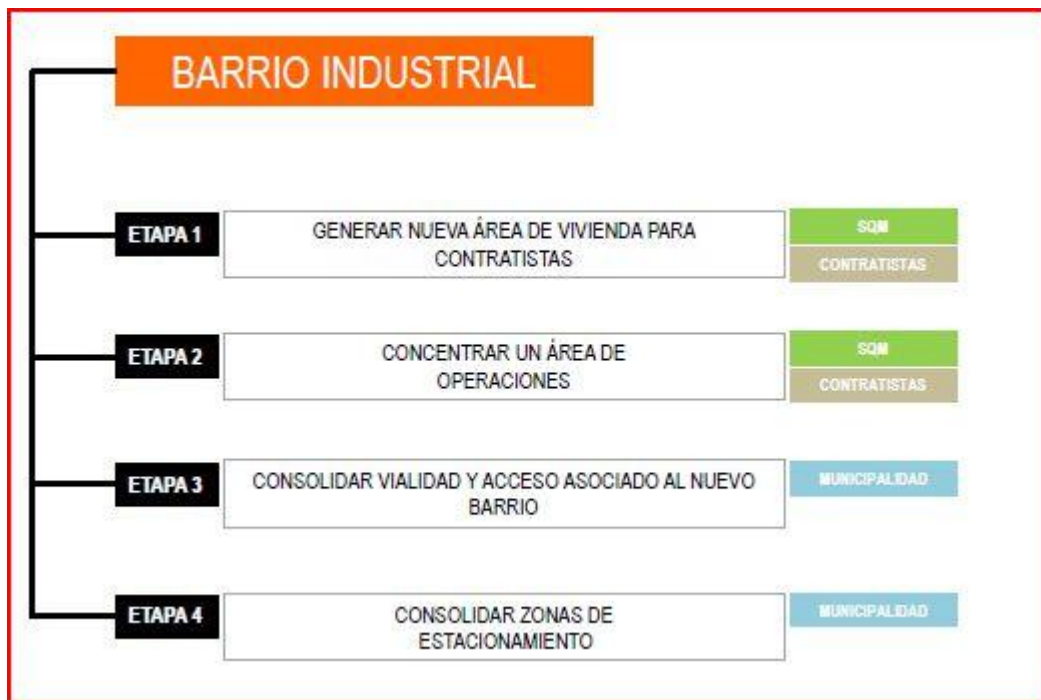 BARRIO INDUSTRIAL
ETAPA 1
GENERAR NUEVA ÁREA DE VIVIENDA PARA
CONTRATISTAS
SQM
CONTRATISTAS
ETAPA 2
CONCENTRAR UN ÁREA DE
OPERACIONES
SQM
CONTRATISTAS
ETAPA 3
CONSOLIDAR VIALIDAD Y ACCESO ASOCIADO AL NUEVO
BARRIO
MUNICIPALIDAD
ETAPA 4
CONSOLIDAR ZONAS DE
ESTACIONAMIENTO
MUNICIPALIDAD